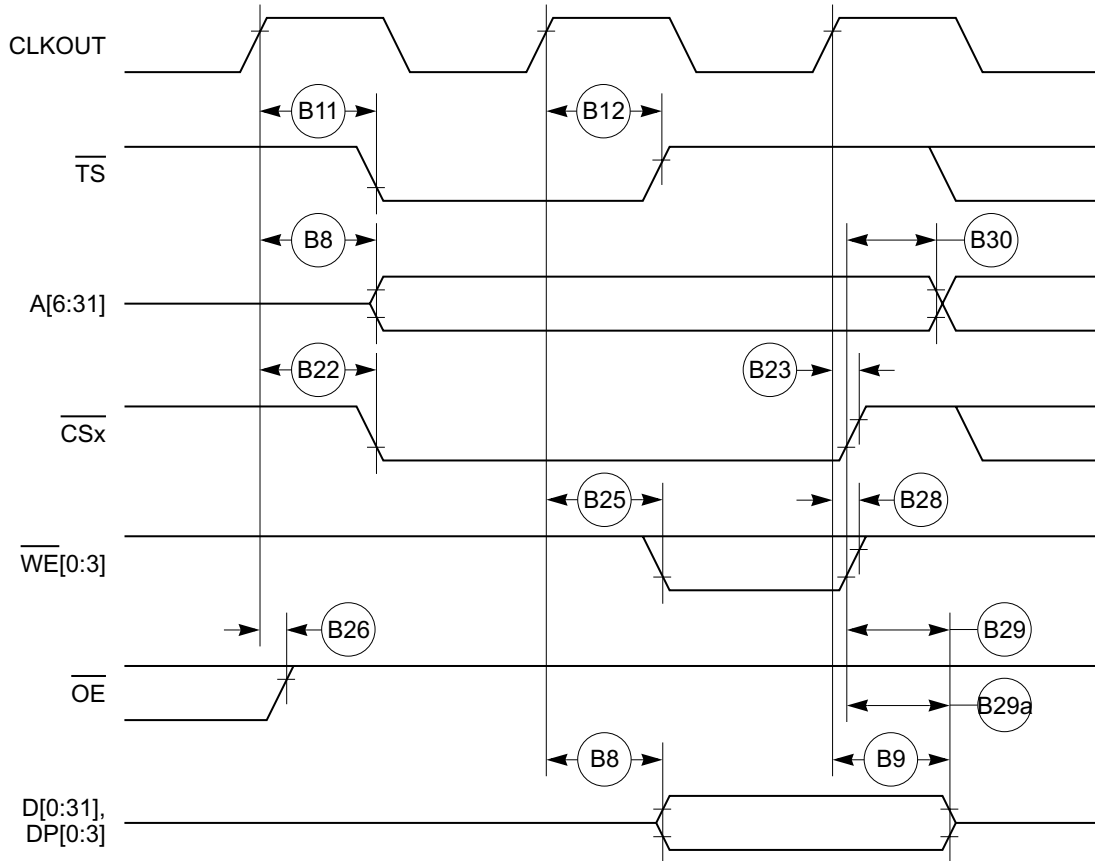 CLKOUT
B11
B12
TS
B8
B30
A[6:31]
B22
B23
CSx
B25
B28
WE[0:3]
B26
B29
OE
B29a
B8
B9
D[0:31],
DP[0:3]